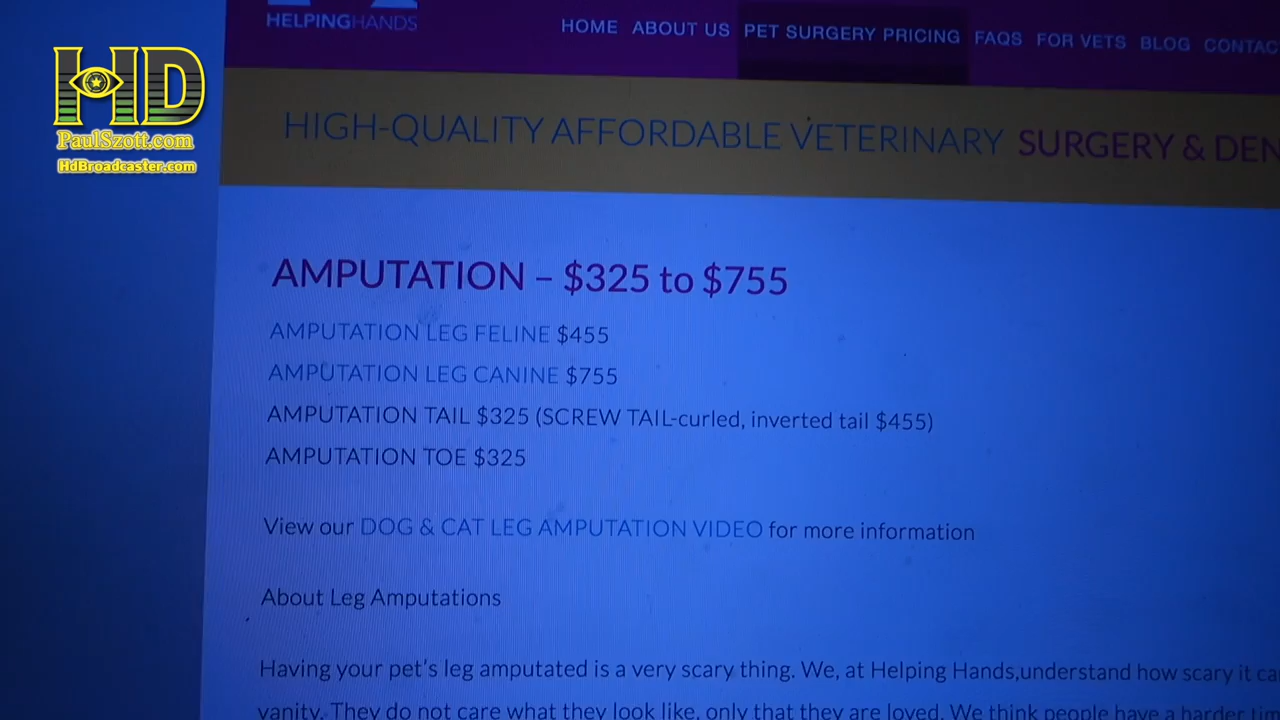 HELPINGHANDS
HOME ABOUT US PET SURGERY PRICING FAQS FOR VETS BLOG CONTAC
HD
PaulSzott.com
HdBroadcaster.com
HIGH-QUALITY AFFORDABLE VETERINARY SURGERY & DEN
AMPUTATION – $325 to $755
AMPUTATION LEG FELINE $455
AMPUTATION LEG CANINE $755
AMPUTATION TAIL $325 (SCREW TAIL-curled, inverted tail $455)
AMPUTATION TOE $325
View our DOG & CAT LEG AMPUTATION VIDEO for more information
About Leg Amputations
Having your pet's leg amputated is a very scary thing. We, at Helping Hands,understand how scary it ca
vanity. They do not care what they look like, only that they are loved. We think people have a harder tim